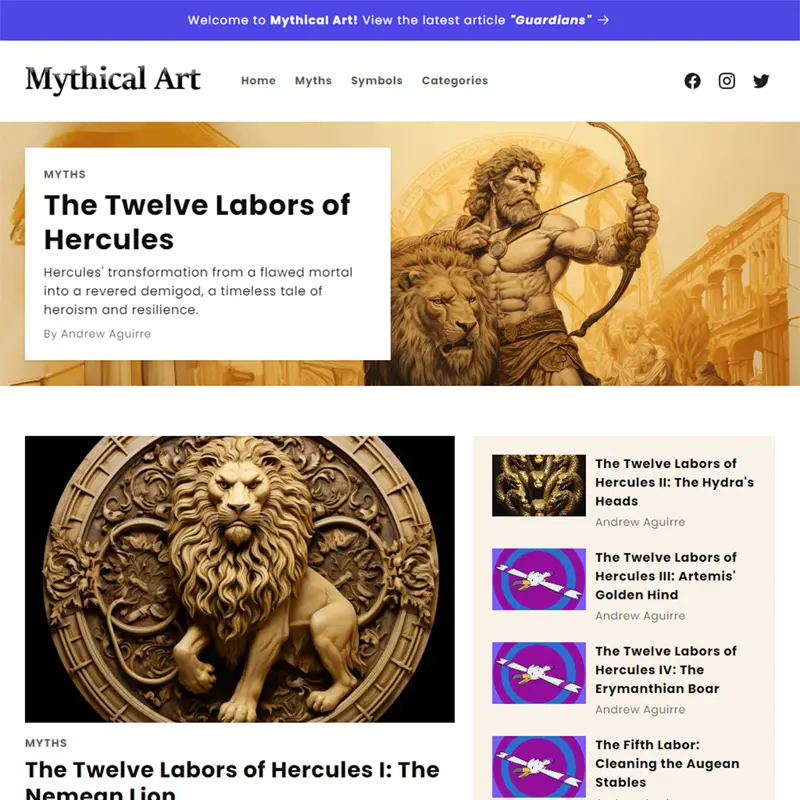 Welcome to Mythical Art! View the latest article "Guardians" →
Mythical Art
Home Myths Symbols Categories
MYTHS
The Twelve Labors of
Hercules
Hercules' transformation from a flawed mortal
into a revered demigod, a timeless tale of
heroism and resilience.
By Andrew Aguirre
MYTHS
The Twelve Labors of Hercules I: The
Nemean Lion
The Twelve Labors of
Hercules II: The Hydra's
Heads
Andrew Aguirre
The Twelve Labors of
Hercules III: Artemis'
Golden Hind
Andrew Aguirre
The Twelve Labors of
Hercules IV: The
Erymanthian Boar
Andrew Aguirre
The Fifth Labor:
Cleaning the Augean
Stables